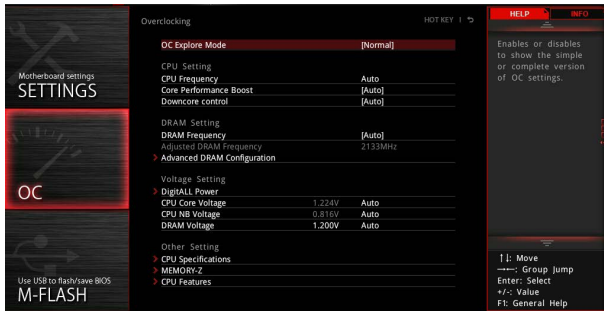 Motherboard settings
SETTINGS
OC
Use USB to flash/save BIOS
M-FLASH
Overclocking
HOT KEY | ↶
OC Explore Mode [Normal]
CPU Setting
CPU Frequency Auto
Core Performance Boost [Auto]
Downcore control [Auto]
DRAM Setting
DRAM Frequency [Auto]
Adjusted DRAM Frequency 2133MHz
> Advanced DRAM Configuration
Voltage Setting
> DigitALL Power
CPU Core Voltage 1.224V Auto
CPU NB Voltage 0.816V Auto
DRAM Voltage 1.200V Auto
Other Setting
> CPU Specifications
> MEMORY-Z
> CPU Features
HELP
INFO
Enables or disables
to show the simple
or complete version
of OC settings.
↑↓: Move
→←: Group Jump
Enter: Select
+/-: Value
F1: General Help